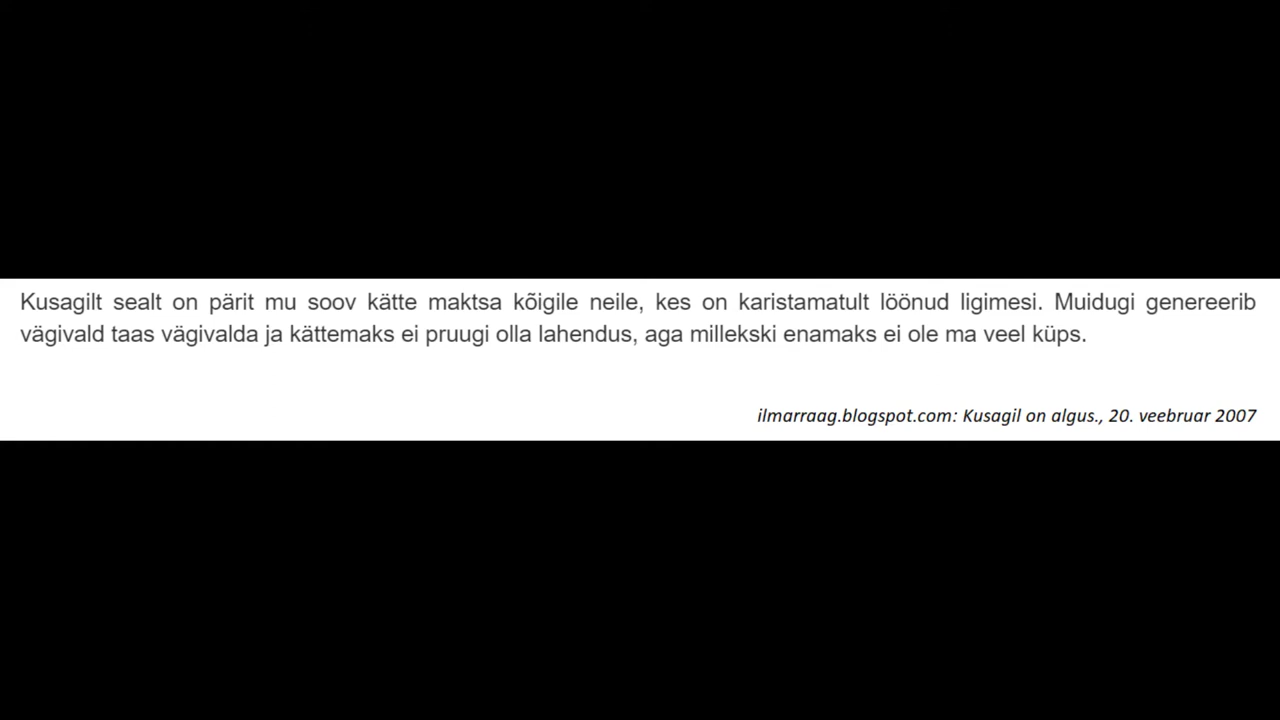 Kusagilt sealt on pärit mu soov kätte maktsa kõigile neile, kes on karistamatult löönud ligimesi. Muidugi genereerib
vägivald taas vägivalda ja kättemaks ei pruugi olla lahendus, aga millekski enamaks ei ole ma veel küps.
ilmarraag.blogspot.com: Kusagil on algus., 20. veebruar 2007